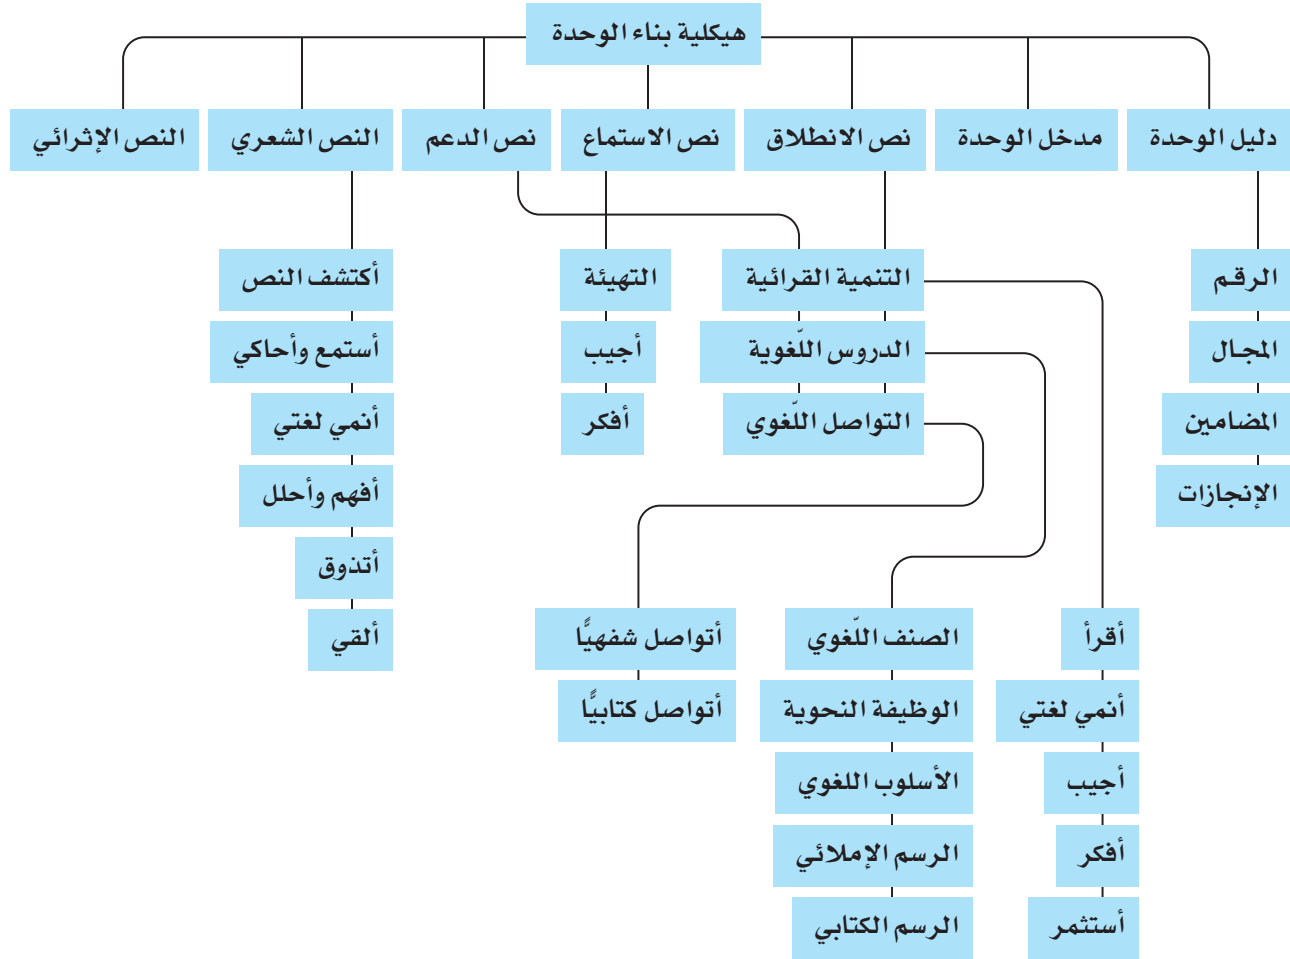 هيكلية بناء الوحدة
دليل الوحدة
مدخل الوحدة
نص الانطلاق
نص الاستماع
نص الدعم
النص الشعري
النص الإثرائي
الرقم
المجال
المضامين
الإنجازات
التنمية القرائية
الدروس اللّغوية
التواصل اللّغوي
التهيئة
أجيب
أفكر
أكتشف النص
أستمع وأحاكي
أنمي لغتي
أفهم وأحلل
أتذوق
ألقي
أقرأ
أنمي لغتي
أجيب
أفكر
أستثمر
الصنف اللّغوي
الوظيفة النحوية
الأسلوب اللغوي
الرسم الإملائي
الرسم الكتابي
أتواصل شفهيًّا
أتواصل كتابيًّا